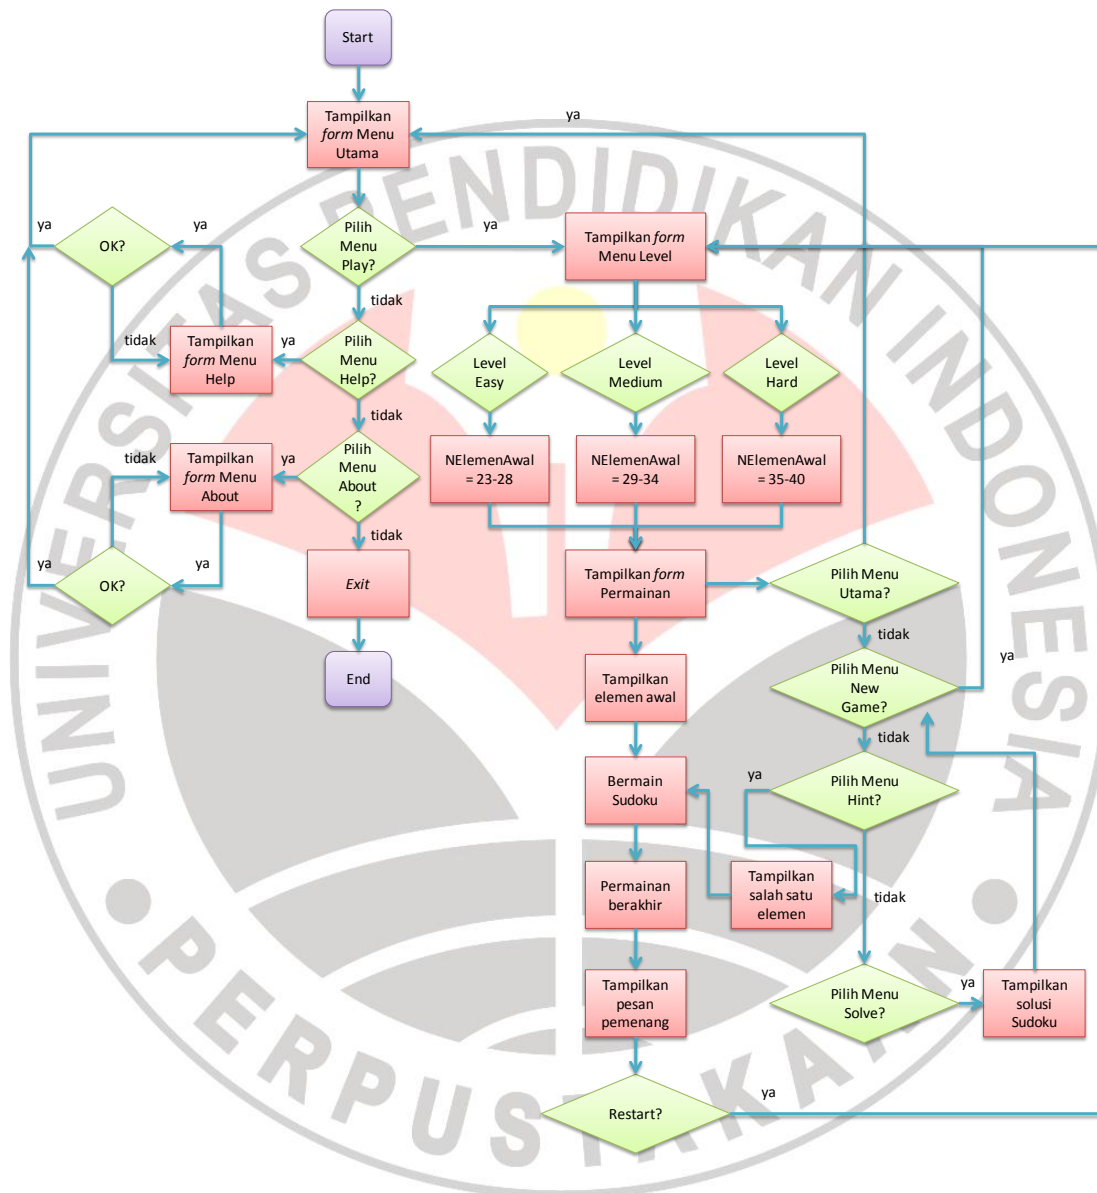 Start
Tampilkan
form Menu
Utama
ya
ya
OK?
ya
Pilih
Menu
Play?
ya
Tampilkan form
Menu Level
tidak
tidak
Tampilkan
form Menu
Help
ya
Pilih
Menu
Help?
Level
Easy
Level
Medium
Level
Hard
tidak
tidak
Tampilkan
form Menu
About
ya
Pilih
Menu
About
?
NElemenAwal
= 23-28
NElemenAwal
= 29-34
NElemenAwal
= 35-40
tidak
ya
OK?
ya
Exit
Tampilkan form
Permainan
Pilih Menu
Utama?
tidak
End
Tampilkan
elemen awal
Pilih Menu
New
Game?
ya
tidak
Bermain
Sudoku
ya
Pilih Menu
Hint?
Permainan
berakhir
Tampilkan
salah satu
elemen
tidak
Tampilkan
pesan
pemenang
Pilih Menu
Solve?
ya
Tampilkan
solusi
Sudoku
Restart?
ya
UNIVERSITAS PENDIDIKAN INDONESIA
PERPUSTAKAAN